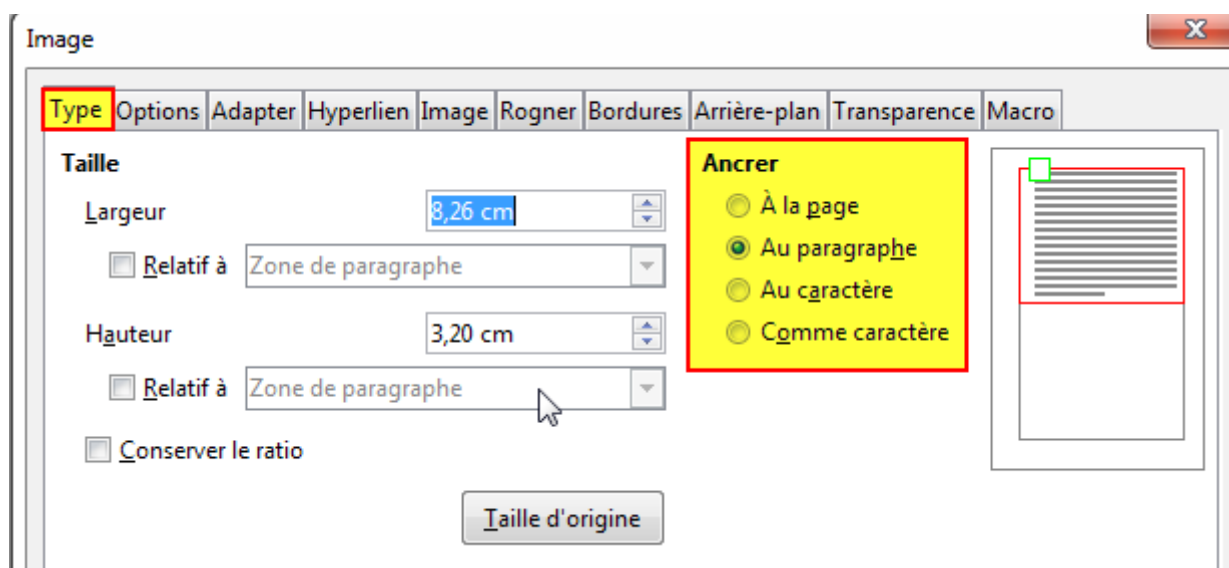 Image
Type Options Adapter Hyperlien Image Rogner Bordures Arrière-plan Transparence Macro
Taille
Largeur 8,26 cm
Relatif à Zone de paragraphe
Hauteur 3,20 cm
Relatif à Zone de paragraphe
Conserver le ratio
Taille d'origine
Ancrer
À la page
Au paragraphe
Au caractère
Comme caractère